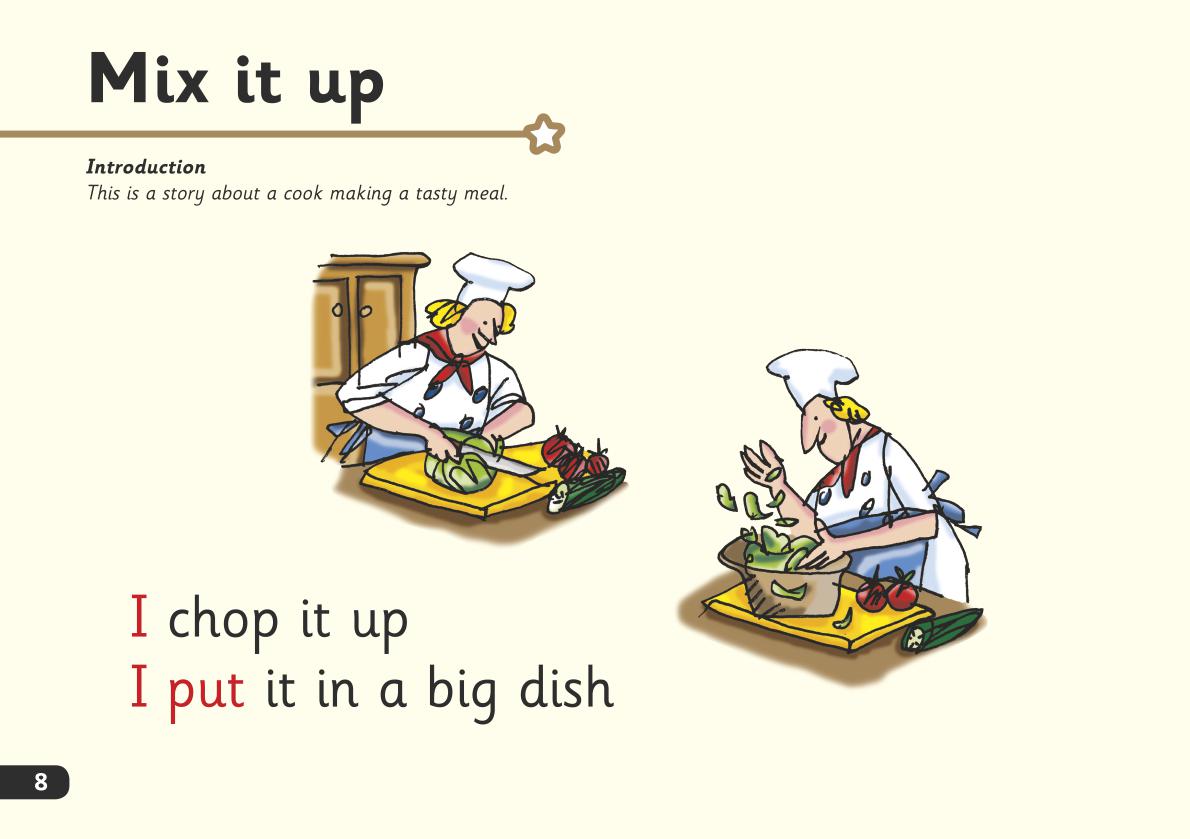 Mix it up
Introduction
This is a story about a cook making a tasty meal.
I chop it up
I put it in a big dish
8